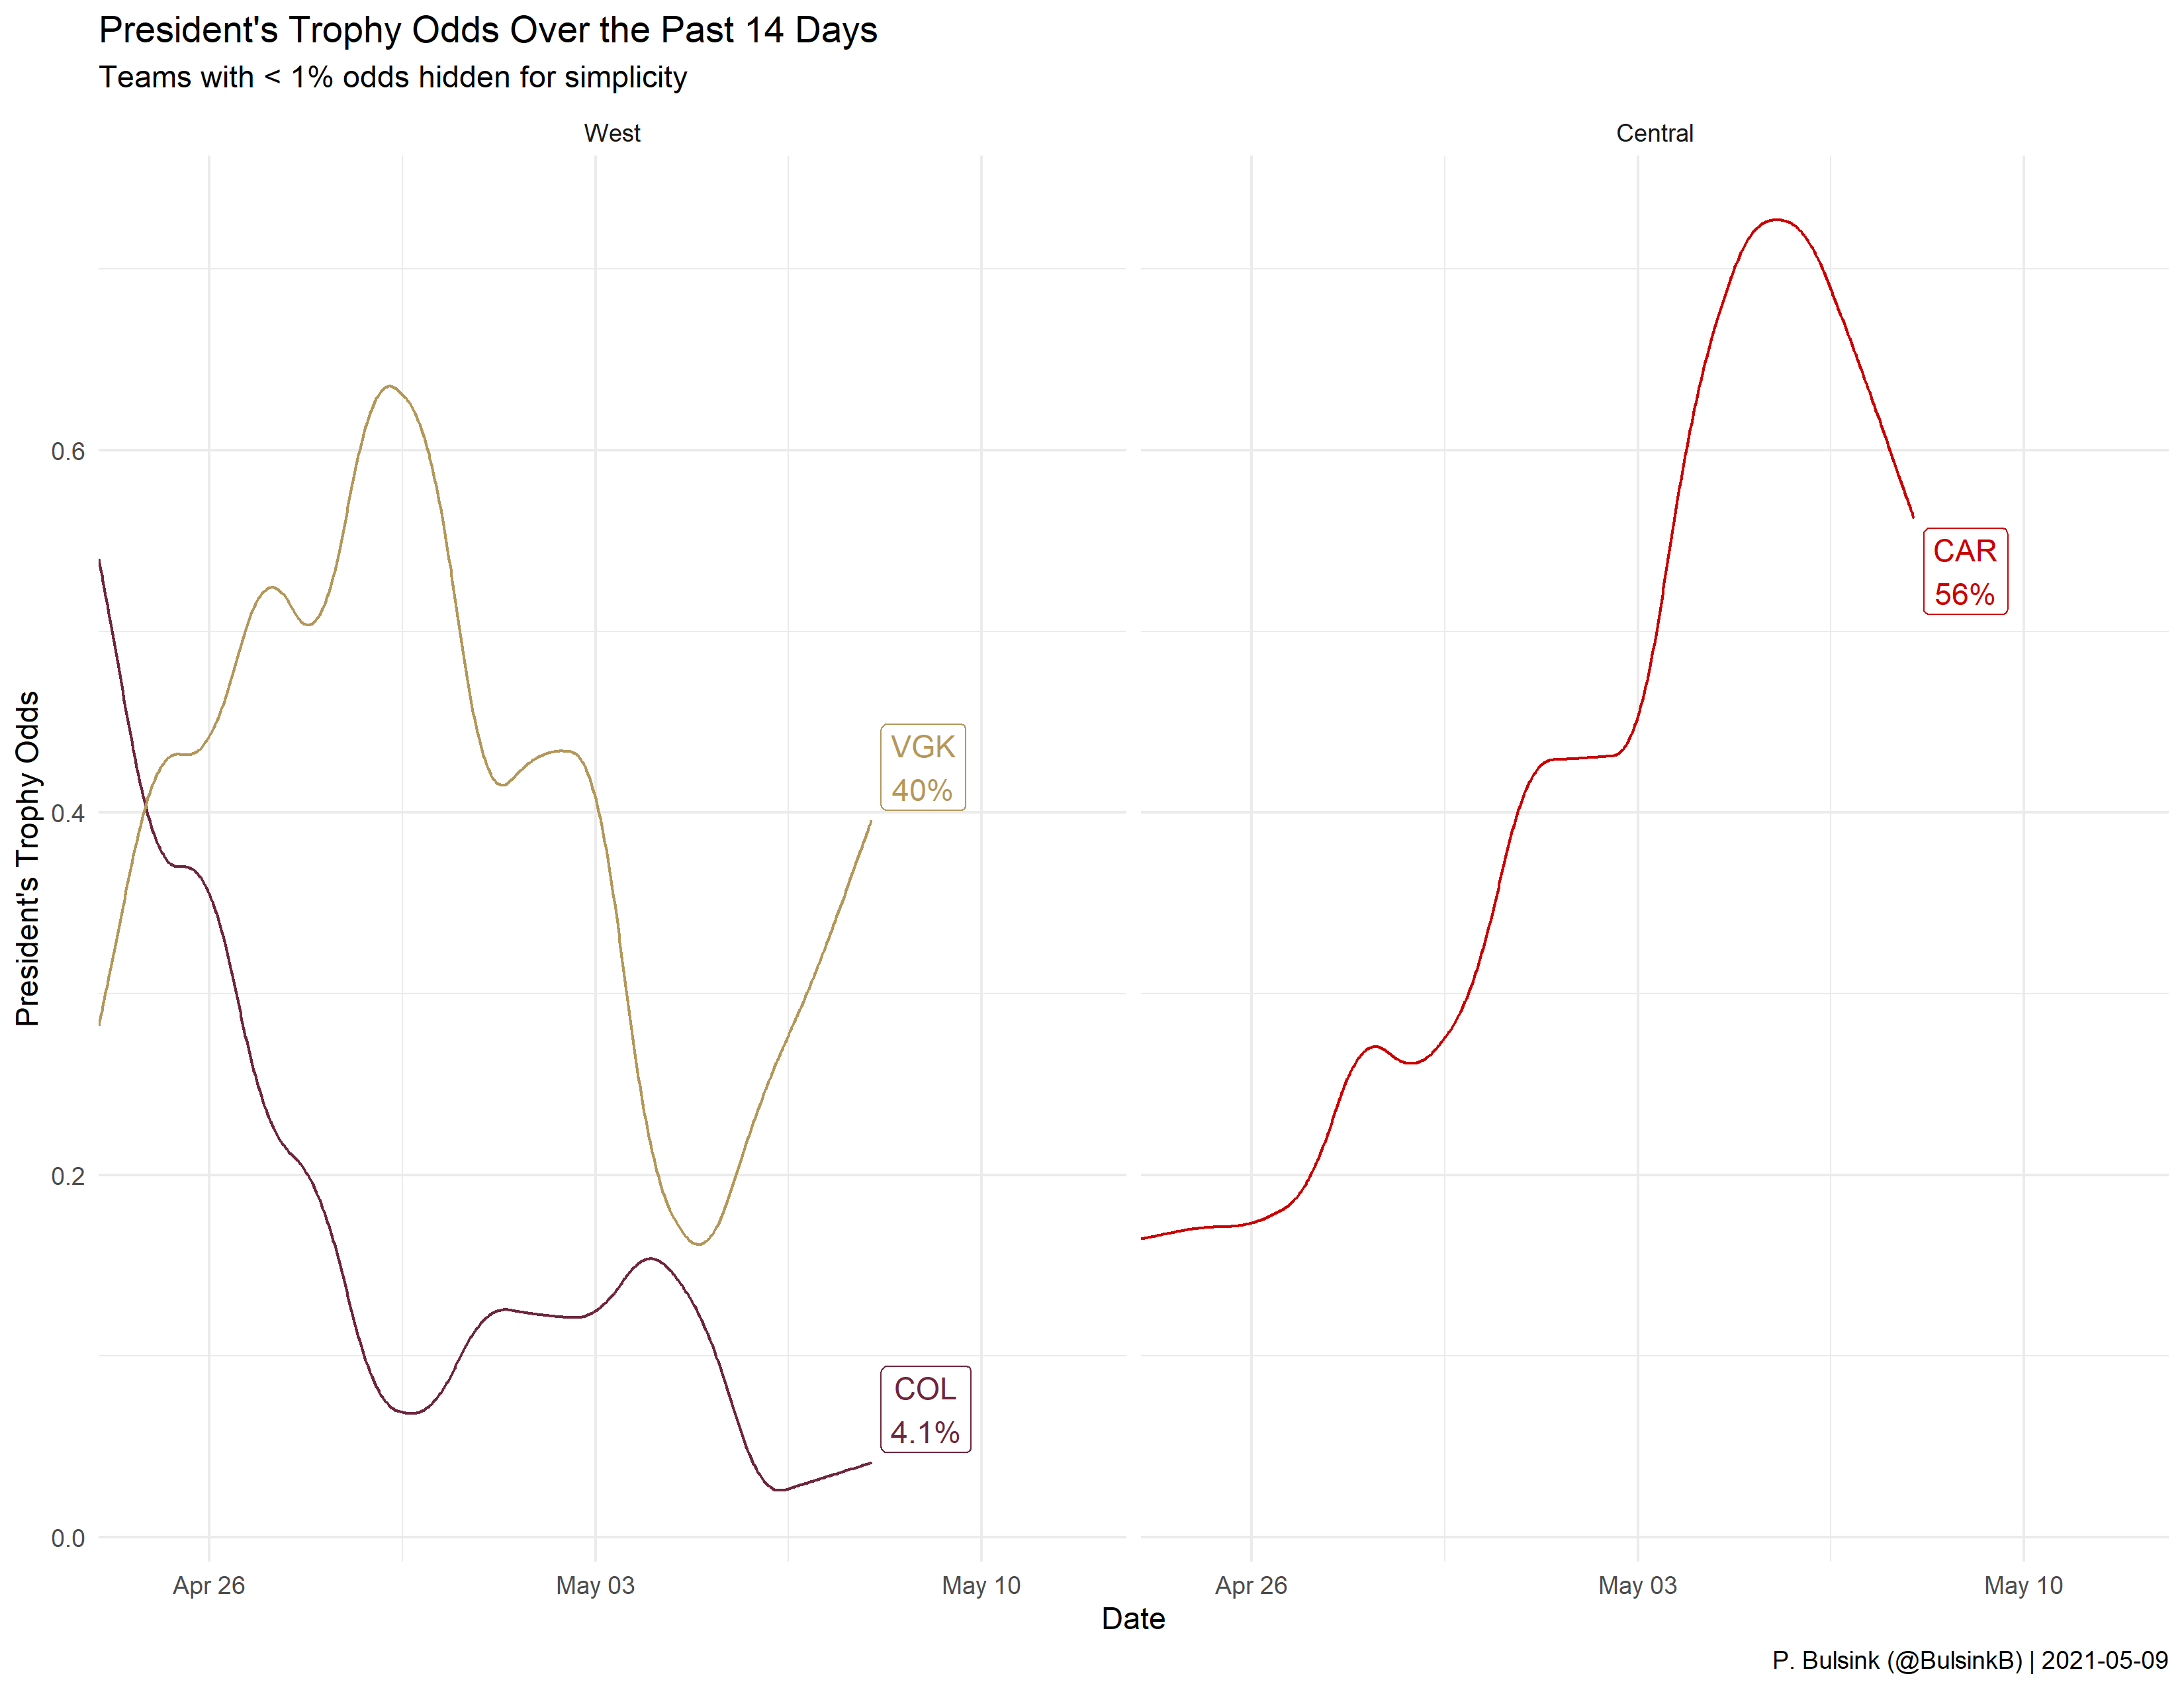 President's Trophy Odds Over the Past 14 Days
Teams with < 1% odds hidden for simplicity
West
Central
President's Trophy Odds
0.6
0.4
0.2
0.0
VGK
40%
COL
4.1%
CAR
56%
Apr 26
May 03
May 10
Apr 26
May 03
May 10
Date
P. Bulsink (@BulsinkB) | 2021-05-09